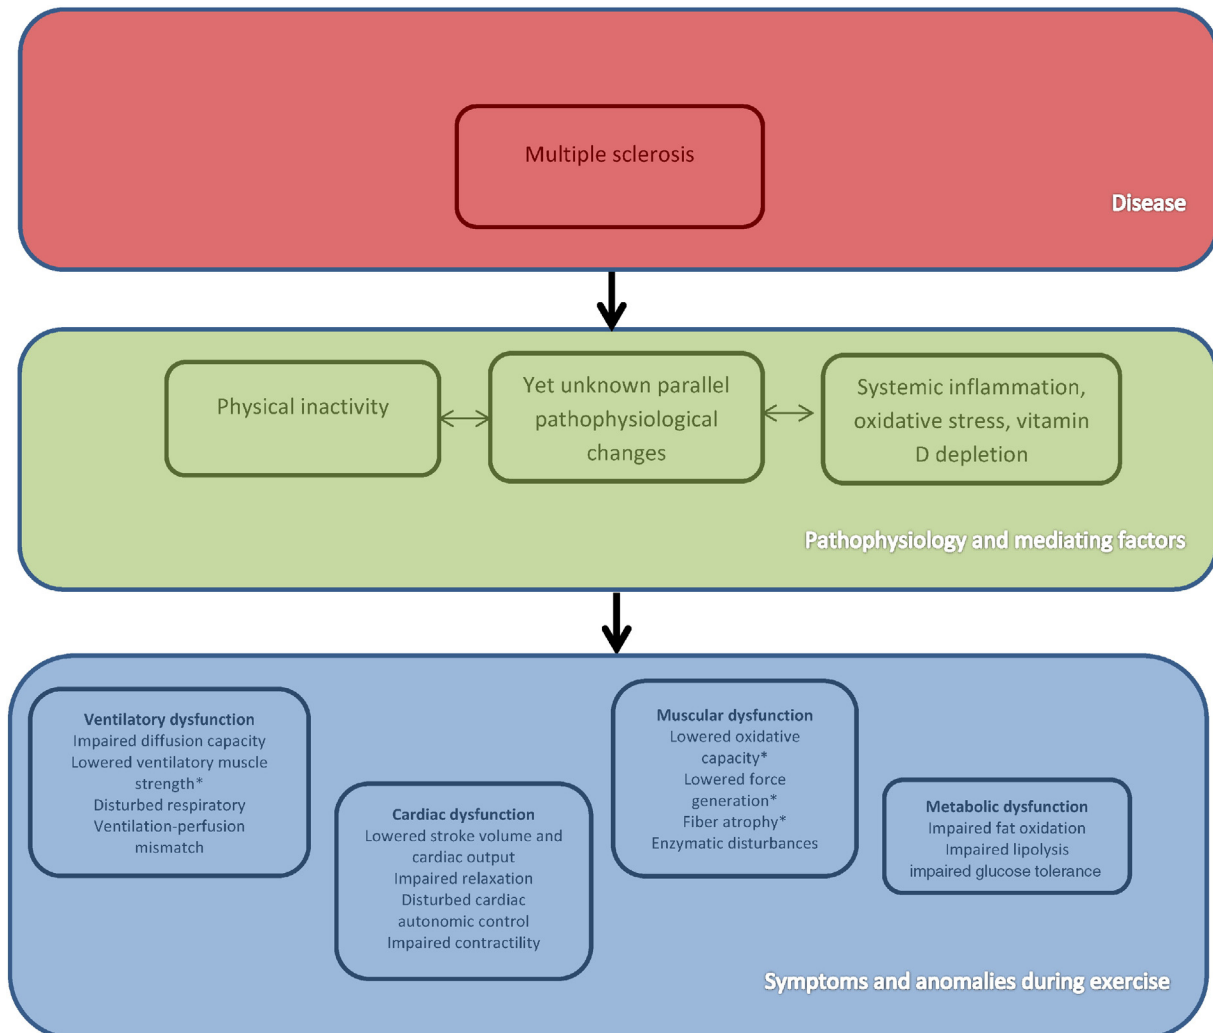 Multiple sclerosis
Disease
Physical inactivity
Yet unknown parallel
pathophysiological
changes
Systemic inflammation,
oxidative stress, vitamin
D depletion
Pathophysiology and mediating factors
Ventilatory dysfunction
Impaired diffusion capacity
Lowered ventilatory muscle
strength*
Disturbed respiratory
Ventilation-perfusion
mismatch
Cardiac dysfunction
Lowered stroke volume and
cardiac output
Impaired relaxation
Disturbed cardiac
autonomic control
Impaired contractility
Muscular dysfunction
Lowered oxidative
capacity*
Lowered force
generation*
Fiber atrophy*
Enzymatic disturbances
Metabolic dysfunction
Impaired fat oxidation
Impaired lipolysis
impaired glucose tolerance
Symptoms and anomalies during exercise